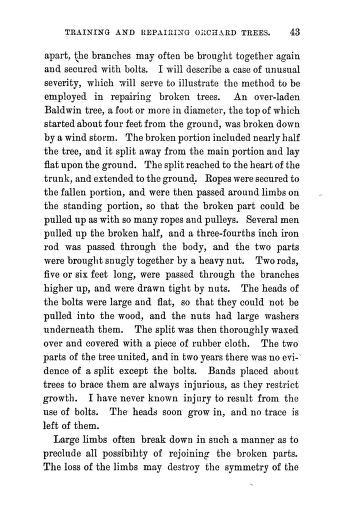 TRAINING AND REPAIRING ORCHARD TREES. 43
apart, the branches may often be brought together again
and secured with bolts. I will describe a case of unusual
severity, which will serve to illustrate the method to be
employed in repairing broken trees. An over-laden
Baldwin tree, a foot or more in diameter, the top of which
started about four feet from the ground, was broken down
by a wind storm. The broken portion included nearly half
the tree, and it split away from the main portion and lay
flat upon the ground. The split reached to the heart of the
trunk, and extended to the ground. Ropes were secured to
the fallen portion, and were then passed around limbs on
the standing portion, so that the broken part could be
pulled up as with so many ropes and pulleys. Several men
pulled up the broken half, and a three-fourths inch iron
rod was passed through the body, and the two parts
were brought snugly together by a heavy nut. Two rods,
five or six feet long, were passed through the branches
higher up, and were drawn tight by nuts. The heads of
the bolts were large and flat, so that they could not be
pulled into the wood, and the nuts had large washers
underneath them. The split was then thoroughly waxed
over and covered with a piece of rubber cloth. The two
parts of the tree united, and in two years there was no evi-
dence of a split except the bolts. Bands placed about
trees to brace them are always injurious, as they restrict
growth. I have never known injury to result from the
use of bolts. The heads soon grow in, and no trace is
left of them.
Large limbs often break down in such a manner as to
preclude all possibility of rejoining the broken parts.
The loss of the limbs may destroy the symmetry of the